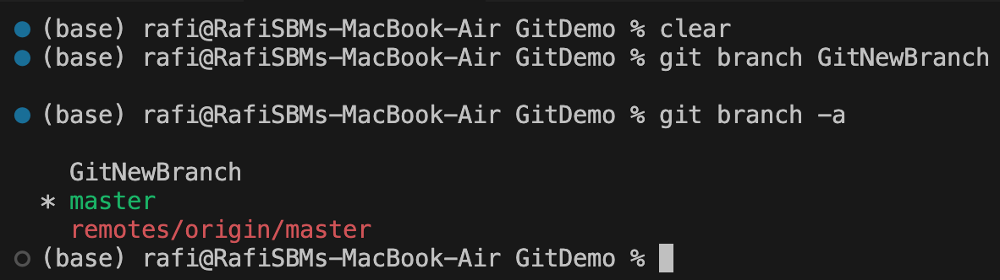 (base) rafi@RafiSBMs-MacBook-Air GitDemo % clear
(base) rafi@RafiSBMs-MacBook-Air GitDemo % git branch GitNewBranch
(base) rafi@RafiSBMs-MacBook-Air GitDemo % git branch -a
GitNewBranch
* master
remotes/origin/master
(base) rafi@RafiSBMs-MacBook-Air GitDemo %